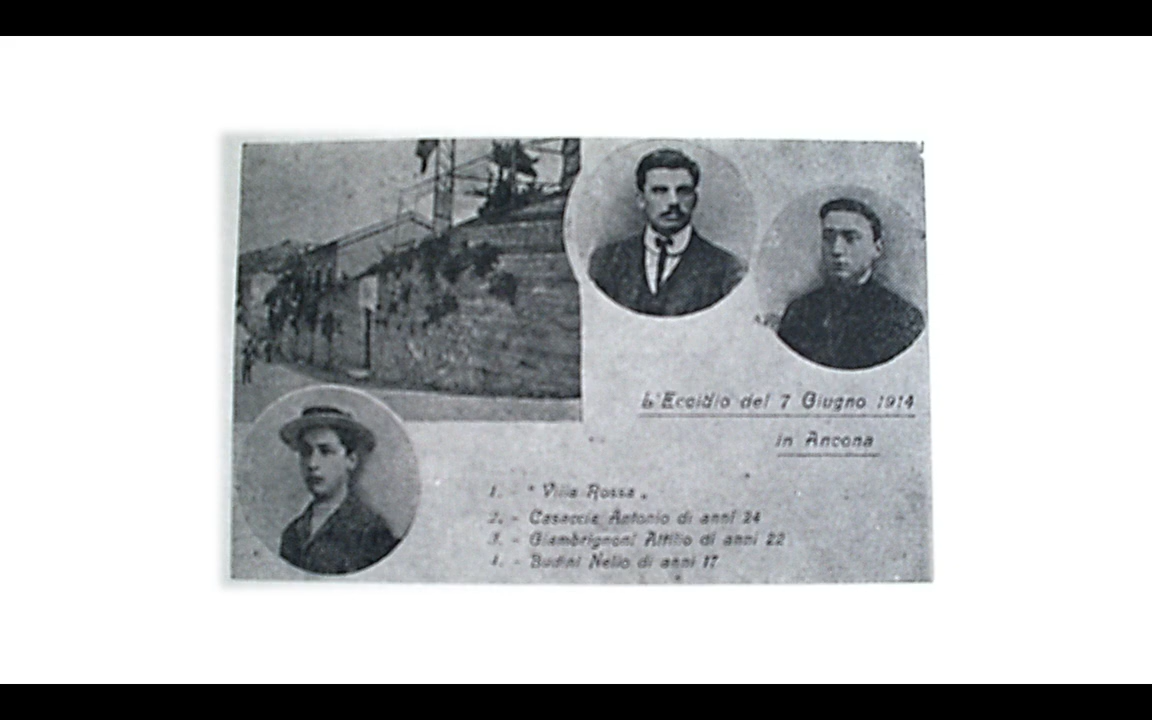 L'Eccidio del 7 Giugno 1914
in Ancona
1. - " Villa Rossa „
2. - Casaccia Antonio di anni 24
3. - Giambrignoni Attilio di anni 22
4. - Budini Nello di anni 17